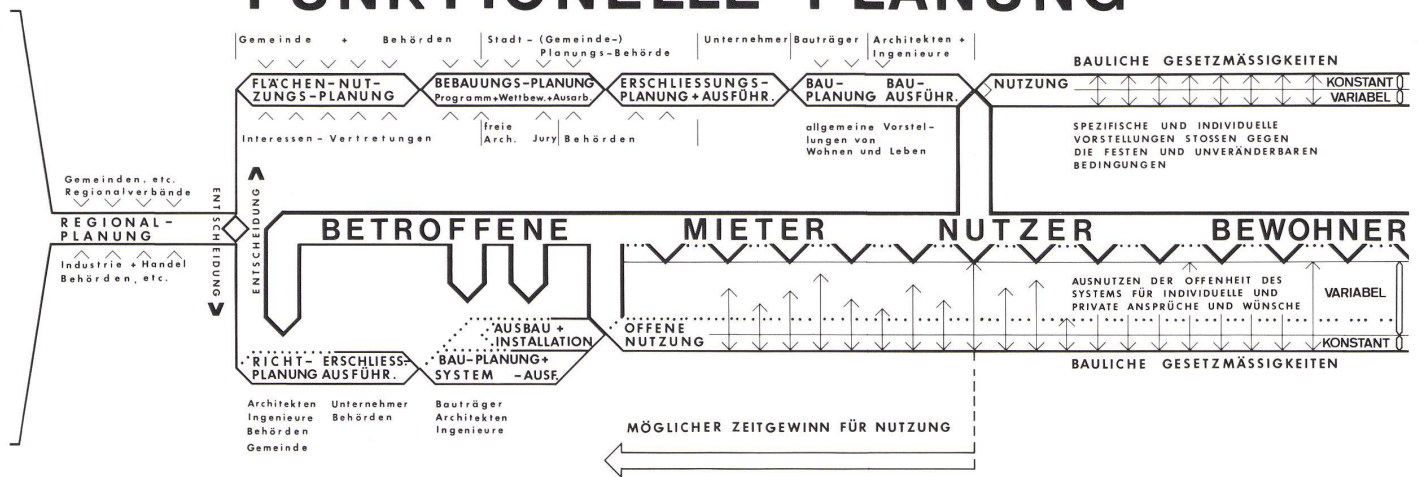 FUNKTIONELLE PLANUNG
Gemeinde + Behörden
Stadt-(Gemeinde-)
Planungs-Behörde
Unternehmer
Bauträger
Architekten +
Ingenieure
FLÄCHEN-NUT-
ZUNGS-PLANUNG
BEBAUUNGS-PLANUNG
Programm+Wettbew.+Ausarb.
ERSCHLIESSUNGS-
PLANUNG+AUSFÜHR.
BAU- BAU-
PLANUNG AUSFÜHR.
NUTZUNG
BAULICHE GESETZMÄSSIGKEITEN
KONSTANT
VARIABEL
Interessen-Vertretungen
freie
Arch. Jury
Behörden
allgemeine Vorstel-
lungen von
Wohnen und Leben
SPEZIFISCHE UND INDIVIDUELLE
VORSTELLUNGEN STOSSEN GEGEN
DIE FESTEN UND UNVERÄNDERBAREN
BEDINGUNGEN
Gemeinden, etc.
Regionalverbände
REGIONAL-
PLANUNG
Industrie + Handel
Behörden, etc.
ENTSCHEIDUNG
ENTSCHEIDUNG
BETROFFENE MIETER NUTZER BEWOHNER
AUSNUTZEN DER OFFENHEIT DES
SYSTEMS FÜR INDIVIDUELLE UND
PRIVATE ANSPRÜCHE UND WÜNSCHE
VARIABEL
AUSBAU +
INSTALLATION
OFFENE
NUTZUNG
KONSTANT
RICHT- ERSCHLIESS-
PLANUNG AUSFÜHR.
BAU-PLANUNG+
SYSTEM -AUSF.
BAULICHE GESETZMÄSSIGKEITEN
Architekten
Ingenieure
Behörden
Gemeinde
Unternehmer
Behörden
Bauträger
Architekten
Ingenieure
MÖGLICHER ZEITGEWINN FÜR NUTZUNG